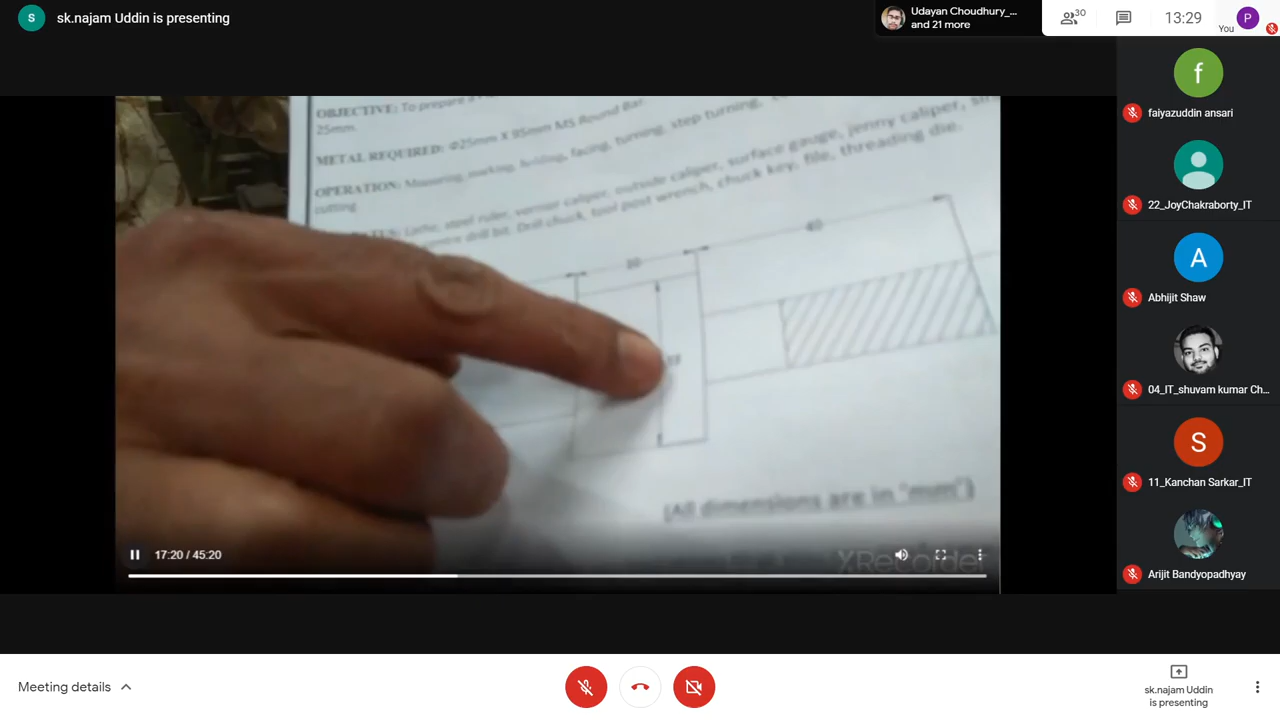 S
sk.najam Uddin is presenting
Udayan Choudhury_...
and 21 more
30
13:29
You
P
f
faiyazuddin ansari
22_JoyChakraborty_IT
A
Abhijit Shaw
04_IT_shuvam kumar Ch...
S
11_Kanchan Sarkar_IT
Arijit Bandyopadhyay
OBJECTIVE: To prepare a
25mm.
METAL REQUIRED: Φ25mm X 95mm MS Round Bar.
OPERATION: Measuring, marking, holding, facing, turning, step turning,
cutting
Lathe, steel ruler, vernier caliper, outside caliper, surface gauge, jenny caliper,
centre drill bit. Drill chuck, tool post wrench, chuck key, file, threading die.
40
(All dimensions are in "mm")
17:20 / 45:20
XRecorder
Meeting details
sk.najam Uddin
is presenting